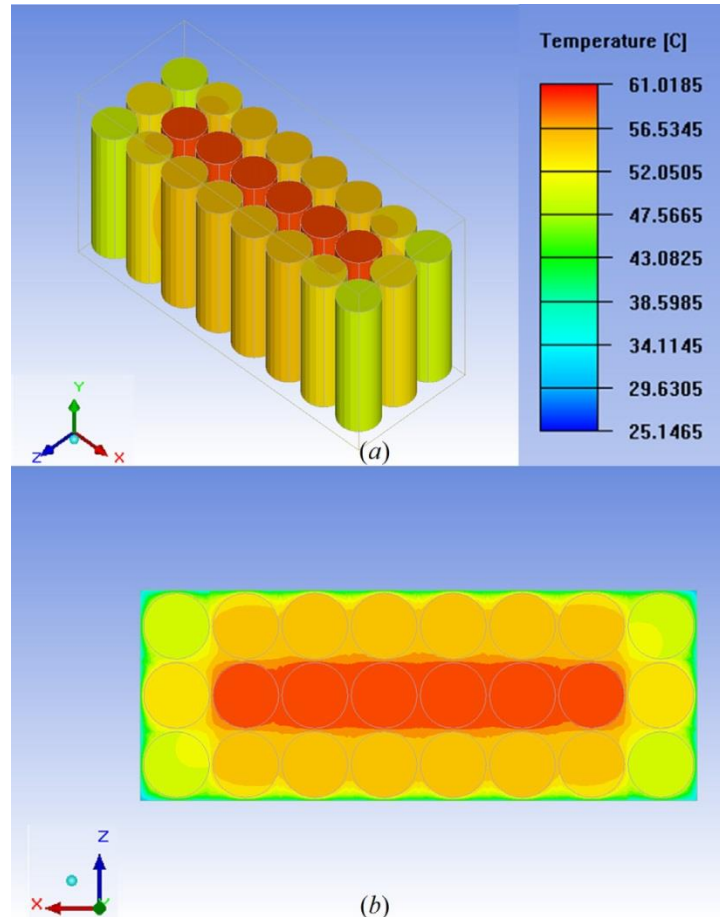 Temperature [C]
61.0185
56.5345
52.0505
47.5665
43.0825
38.5985
34.1145
29.6305
25.1465
Y
Z
X
(a)
Z
X
Y
(b)